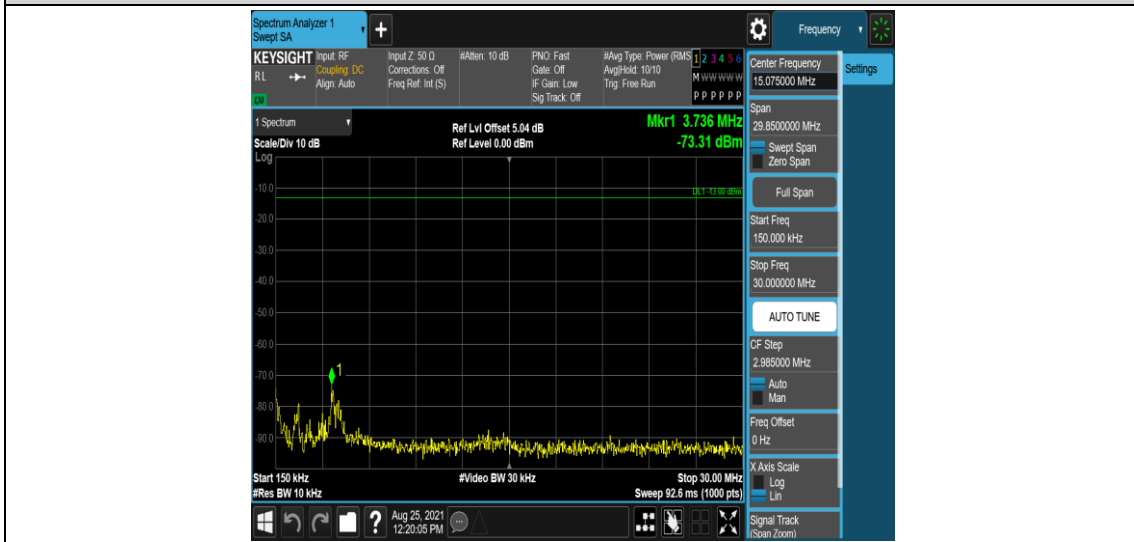 Spectrum Analyzer 1
Swept SA
+
Frequency
KEYSIGHT
RL
LXI
Input: RF
Coupling: DC
Align: Auto
Input Z: 50 Ω
Corrections: Off
Freq Ref: Int (S)
#Atten: 10 dB
PNO: Fast
Gate: Off
IF Gain: Low
Sig Track: Off
#Avg Type: Power (RMS
Avg|Hold: 10/10
Trig: Free Run
1 2 3 4 5 6
M W W W W W
P P P P P P
1 Spectrum
Scale/Div 10 dB
Log
Ref Lvl Offset 5.04 dB
Ref Level 0.00 dBm
Mkr1 3.736 MHz
-73.31 dBm
DL1 -13.00 dBm
-10.0
-20.0
-30.0
-40.0
-50.0
-60.0
-70.0
-80.0
-90.0
1
Start 150 kHz
#Res BW 10 kHz
#Video BW 30 kHz
Stop 30.00 MHz
Sweep 92.6 ms (1000 pts)
Center Frequency
15.075000 MHz
Settings
Span
29.8500000 MHz
Swept Span
Zero Span
Full Span
Start Freq
150.000 kHz
Stop Freq
30.000000 MHz
AUTO TUNE
CF Step
2.985000 MHz
Auto
Man
Freq Offset
0 Hz
X Axis Scale
Log
Lin
Signal Track
(Span Zoom)
?
Aug 25, 2021
12:20:05 PM